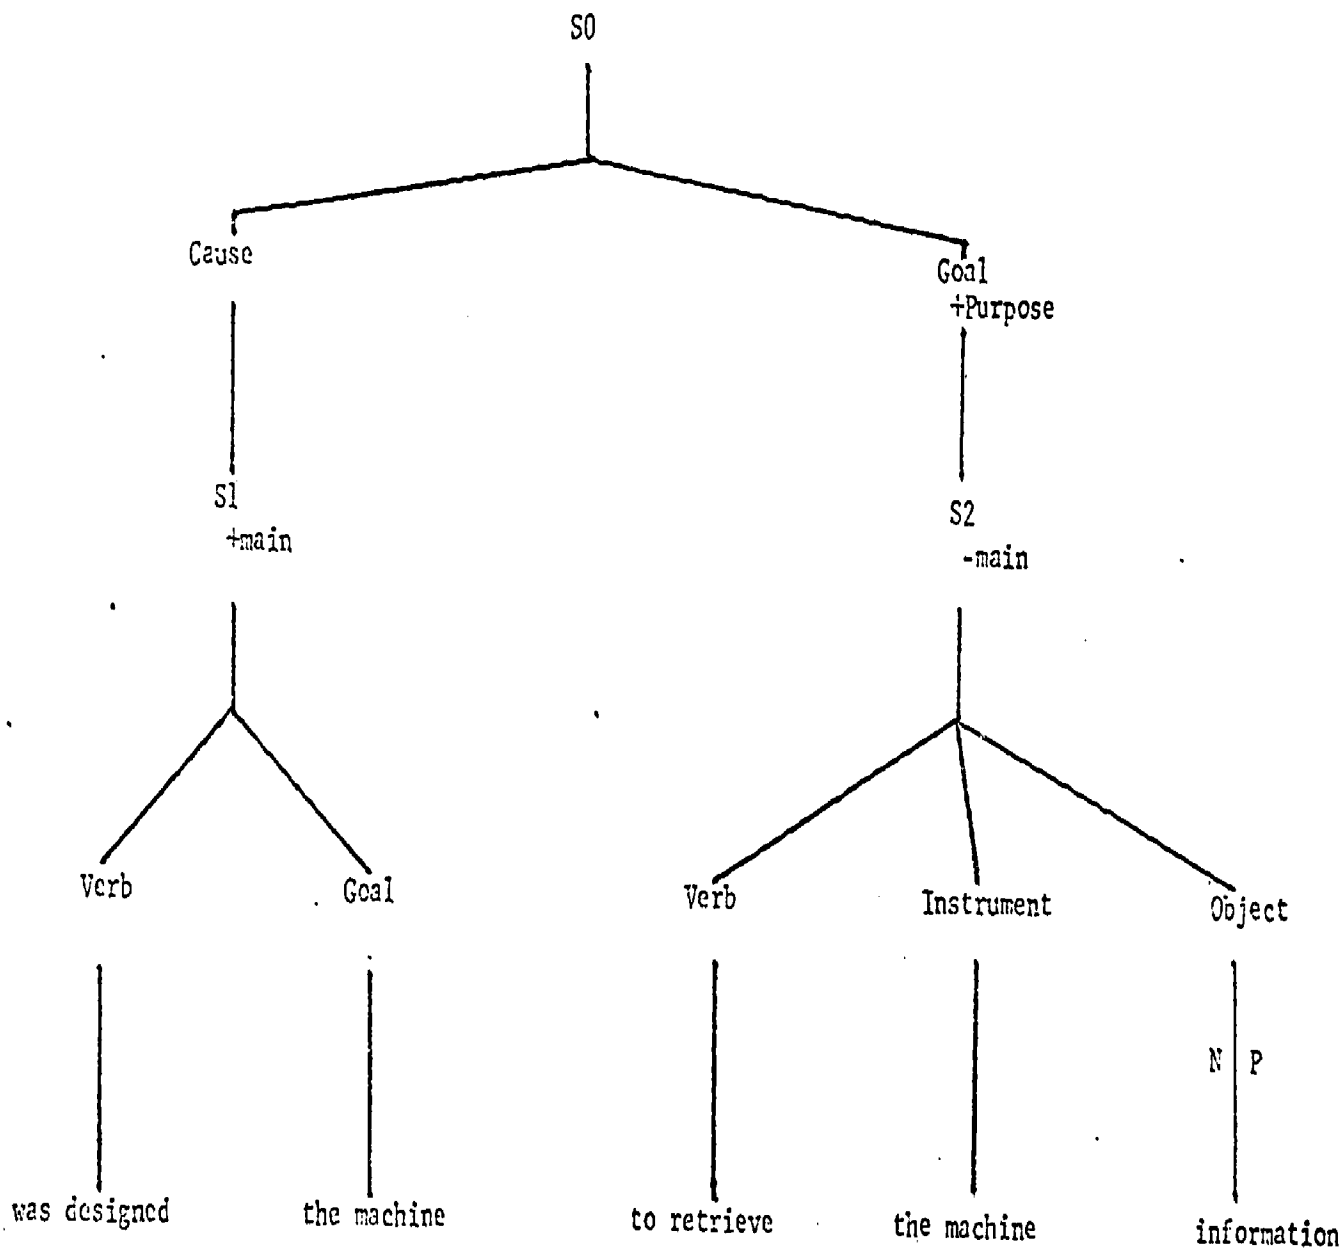 S0
Cause
Goal
+Purpose
S1
+main
S2
-main
Verb
Goal
Verb
Instrument
Object
N P
was designed
the machine
to retrieve
the machine
information